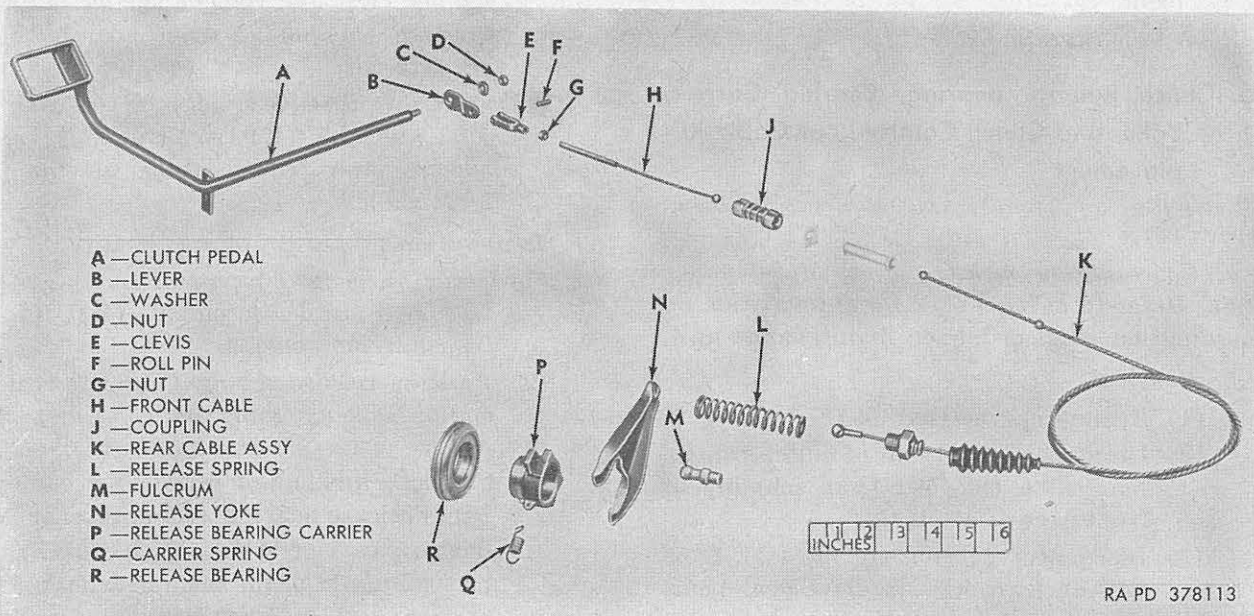 A
B
C
D
E
F
G
H
J
K
L
M
N
P
Q
R
A—CLUTCH PEDAL
B—LEVER
C—WASHER
D—NUT
E—CLEVIS
F—ROLL PIN
G—NUT
H—FRONT CABLE
J—COUPLING
K—REAR CABLE ASSY
L—RELEASE SPRING
M—FULCRUM
N—RELEASE YOKE
P—RELEASE BEARING CARRIER
Q—CARRIER SPRING
R—RELEASE BEARING
1 2 3 4 5 6
INCHES
RA PD 378113